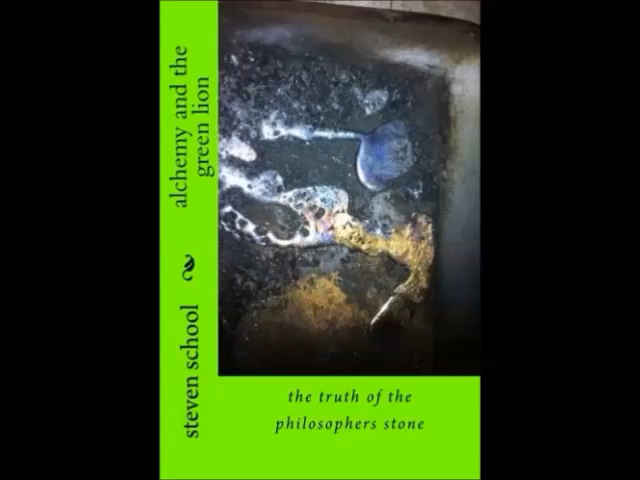 alchemy and the
green lion
steven school
the truth of the
philosophers stone